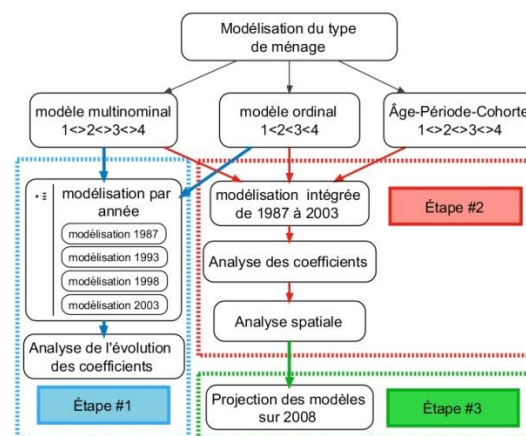 Modélisation du type
de ménage
modèle multinominal
1<>2<>3<>4
modèle ordinal
1<2<3<4
Âge-Période-Cohorte
1<>2<>3<>4
modélisation par
année
modélisation 1987
modélisation 1993
modélisation 1998
modélisation 2003
Analyse de l'évolution
des coefficients
Étape #1
modélisation intégrée
de 1987 à 2003
Étape #2
Analyse des coefficients
Analyse spatiale
Projection des modèles
sur 2008
Étape #3